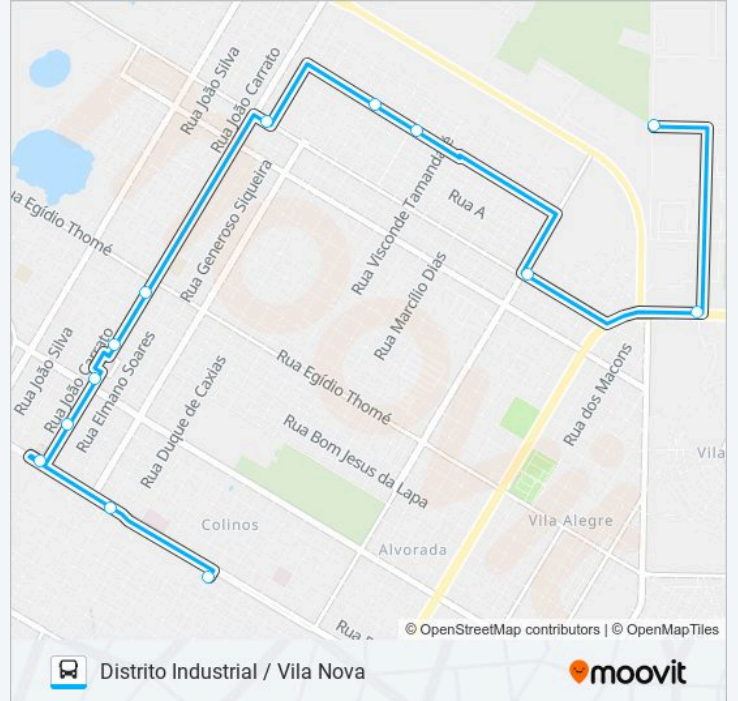 Rua João Silva
Rua João Carrato
Rua Visconde Tamandaré
Rua A
Rua Generoso Siqueira
ua Egídio Thomé
Rua Marcílio Dias
Rua João Silva
Rua João Carrato
Rua Elmano Soares
Rua Duque de Caxias
Rua Egídio Thomé
Rua dos Macons
Rua Bom Jesus da Lapa
Vila
Colinos
Vila Alegre
Alvorada
Rua
© OpenStreetMap contributors | © OpenMapTiles
Distrito Industrial / Vila Nova
moovit